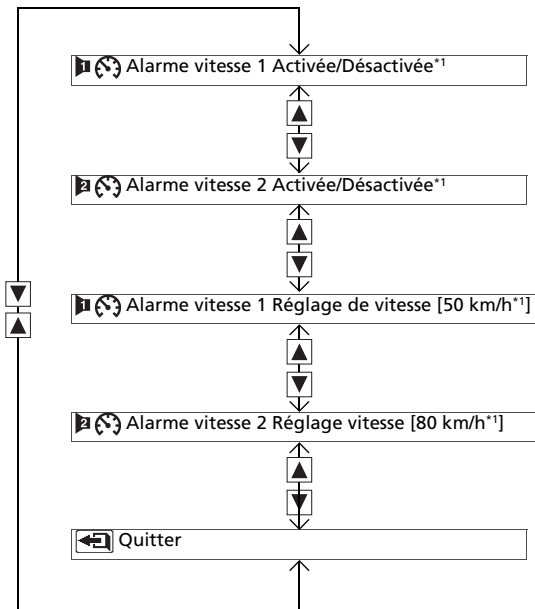 1 Alarme vitesse 1 Activée/Désactivée*1
2 Alarme vitesse 2 Activée/Désactivée*1
1 Alarme vitesse 1 Réglage de vitesse [50 km/h*1]
2 Alarme vitesse 2 Réglage vitesse [80 km/h*1]
Quitter